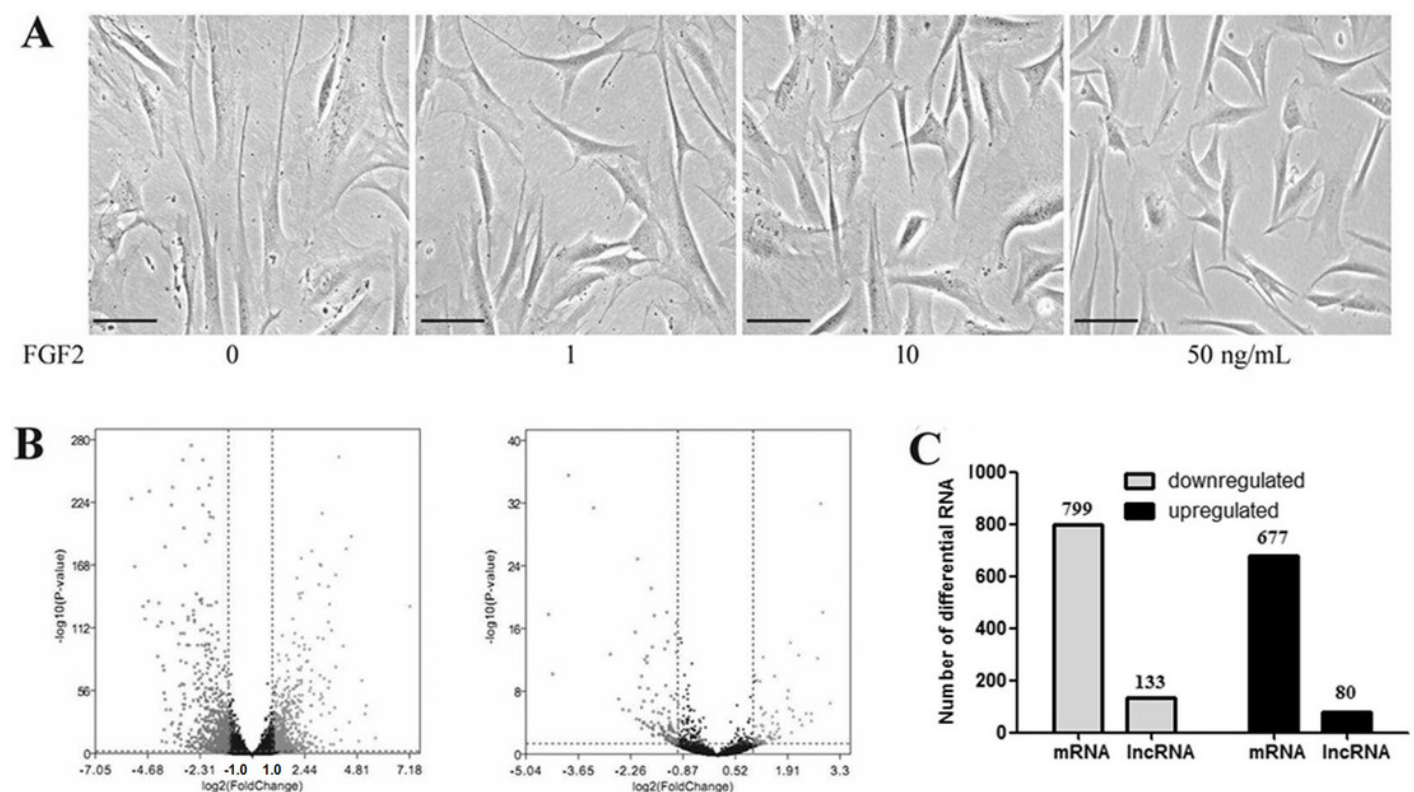 A
FGF2 0 1 10 50 ng/mL
B
280
224
168
112
56
0
-log10(P-value)
-7.05 -4.68 -2.31 -1.0 1.0 2.44 4.81 7.18
log2(FoldChange)
40
32
24
16
8
0
-log10(P-value)
-5.04 -3.65 -2.26 -0.87 0.52 1.91 3.3
log2(FoldChange)
C
Number of differential RNA
1000
800
600
400
200
0
downregulated
upregulated
799
133
677
80
mRNA lncRNA mRNA lncRNA